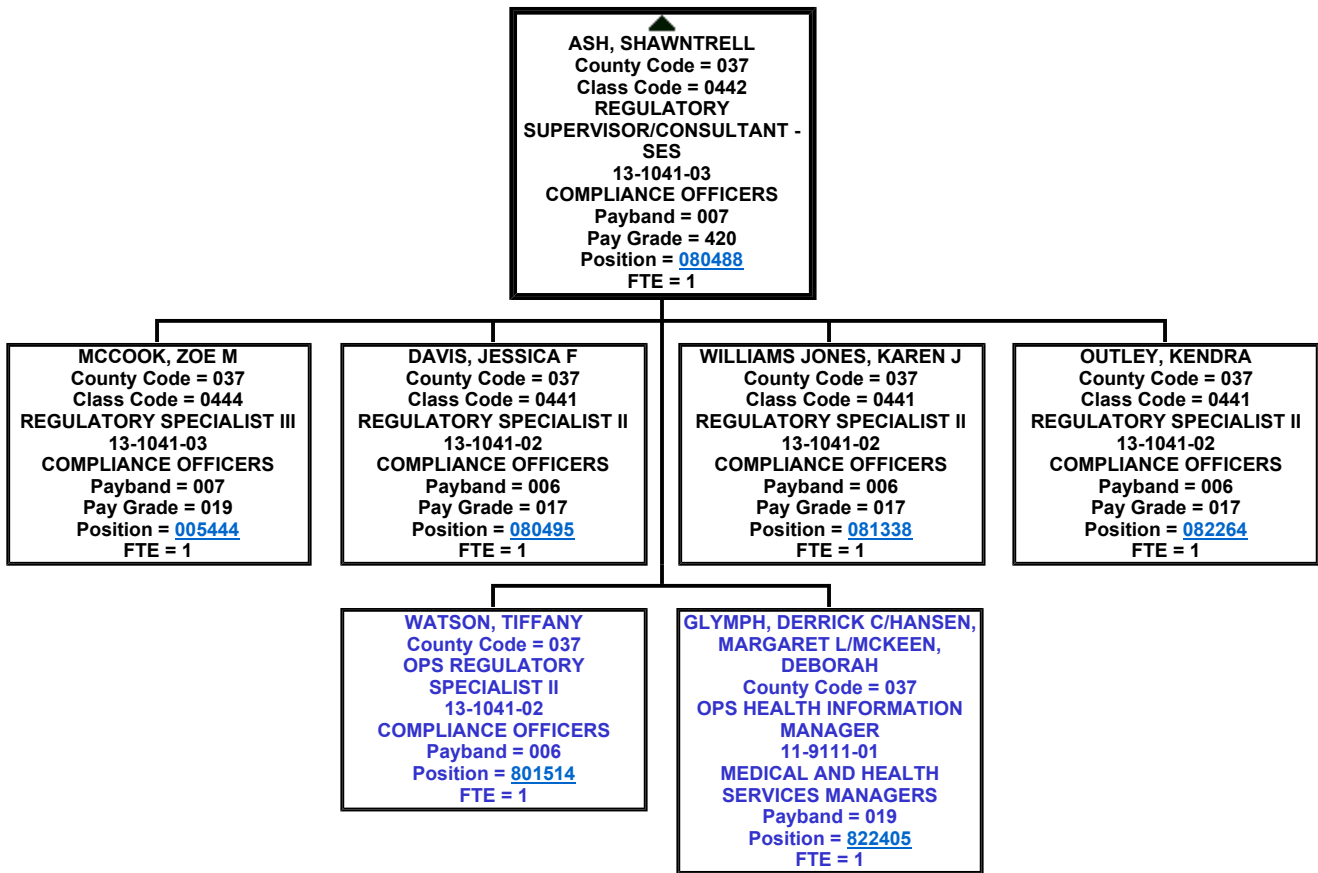 ASH, SHAWNTRELL
County Code = 037
Class Code = 0442
REGULATORY
SUPERVISOR/CONSULTANT -
SES
13-1041-03
COMPLIANCE OFFICERS
Payband = 007
Pay Grade = 420
Position = 080488
FTE = 1
MCCOOK, ZOE M
County Code = 037
Class Code = 0444
REGULATORY SPECIALIST III
13-1041-03
COMPLIANCE OFFICERS
Payband = 007
Pay Grade = 019
Position = 005444
FTE = 1
DAVIS, JESSICA F
County Code = 037
Class Code = 0441
REGULATORY SPECIALIST II
13-1041-02
COMPLIANCE OFFICERS
Payband = 006
Pay Grade = 017
Position = 080495
FTE = 1
WILLIAMS JONES, KAREN J
County Code = 037
Class Code = 0441
REGULATORY SPECIALIST II
13-1041-02
COMPLIANCE OFFICERS
Payband = 006
Pay Grade = 017
Position = 081338
FTE = 1
OUTLEY, KENDRA
County Code = 037
Class Code = 0441
REGULATORY SPECIALIST II
13-1041-02
COMPLIANCE OFFICERS
Payband = 006
Pay Grade = 017
Position = 082264
FTE = 1
WATSON, TIFFANY
County Code = 037
OPS REGULATORY
SPECIALIST II
13-1041-02
COMPLIANCE OFFICERS
Payband = 006
Position = 801514
FTE = 1
GLYMPH, DERRICK C/HANSEN,
MARGARET L/MCKEEN,
DEBORAH
County Code = 037
OPS HEALTH INFORMATION
MANAGER
11-9111-01
MEDICAL AND HEALTH
SERVICES MANAGERS
Payband = 019
Position = 822405
FTE = 1